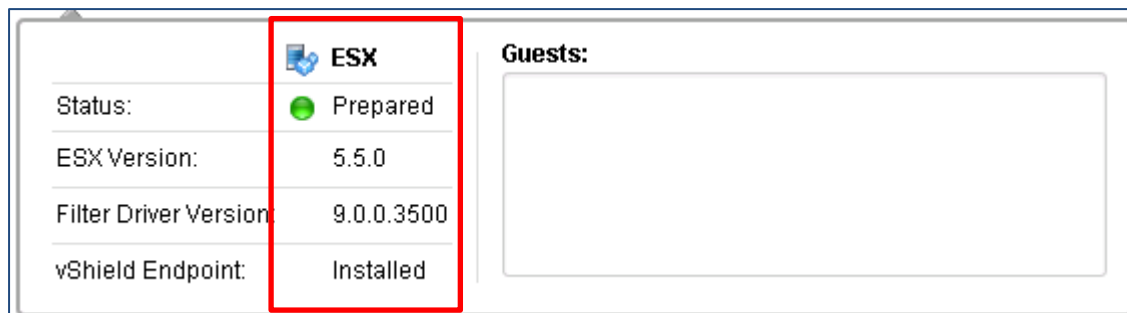 ESX
Guests:
Status: Prepared
ESX Version: 5.5.0
Filter Driver Version: 9.0.0.3500
vShield Endpoint: Installed